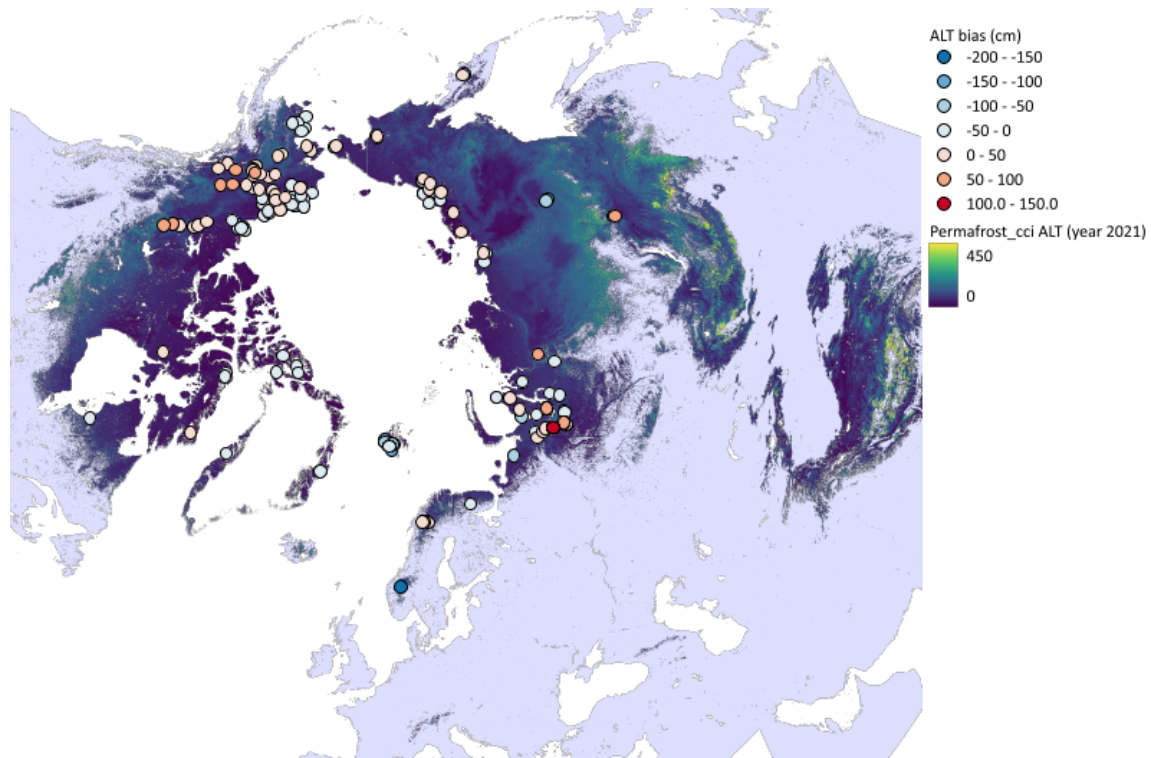 ALT bias (cm)
-200 - -150
-150 - -100
-100 - -50
-50 - 0
0 - 50
50 - 100
100.0 - 150.0
Permafrost_cci ALT (year 2021)
450
0